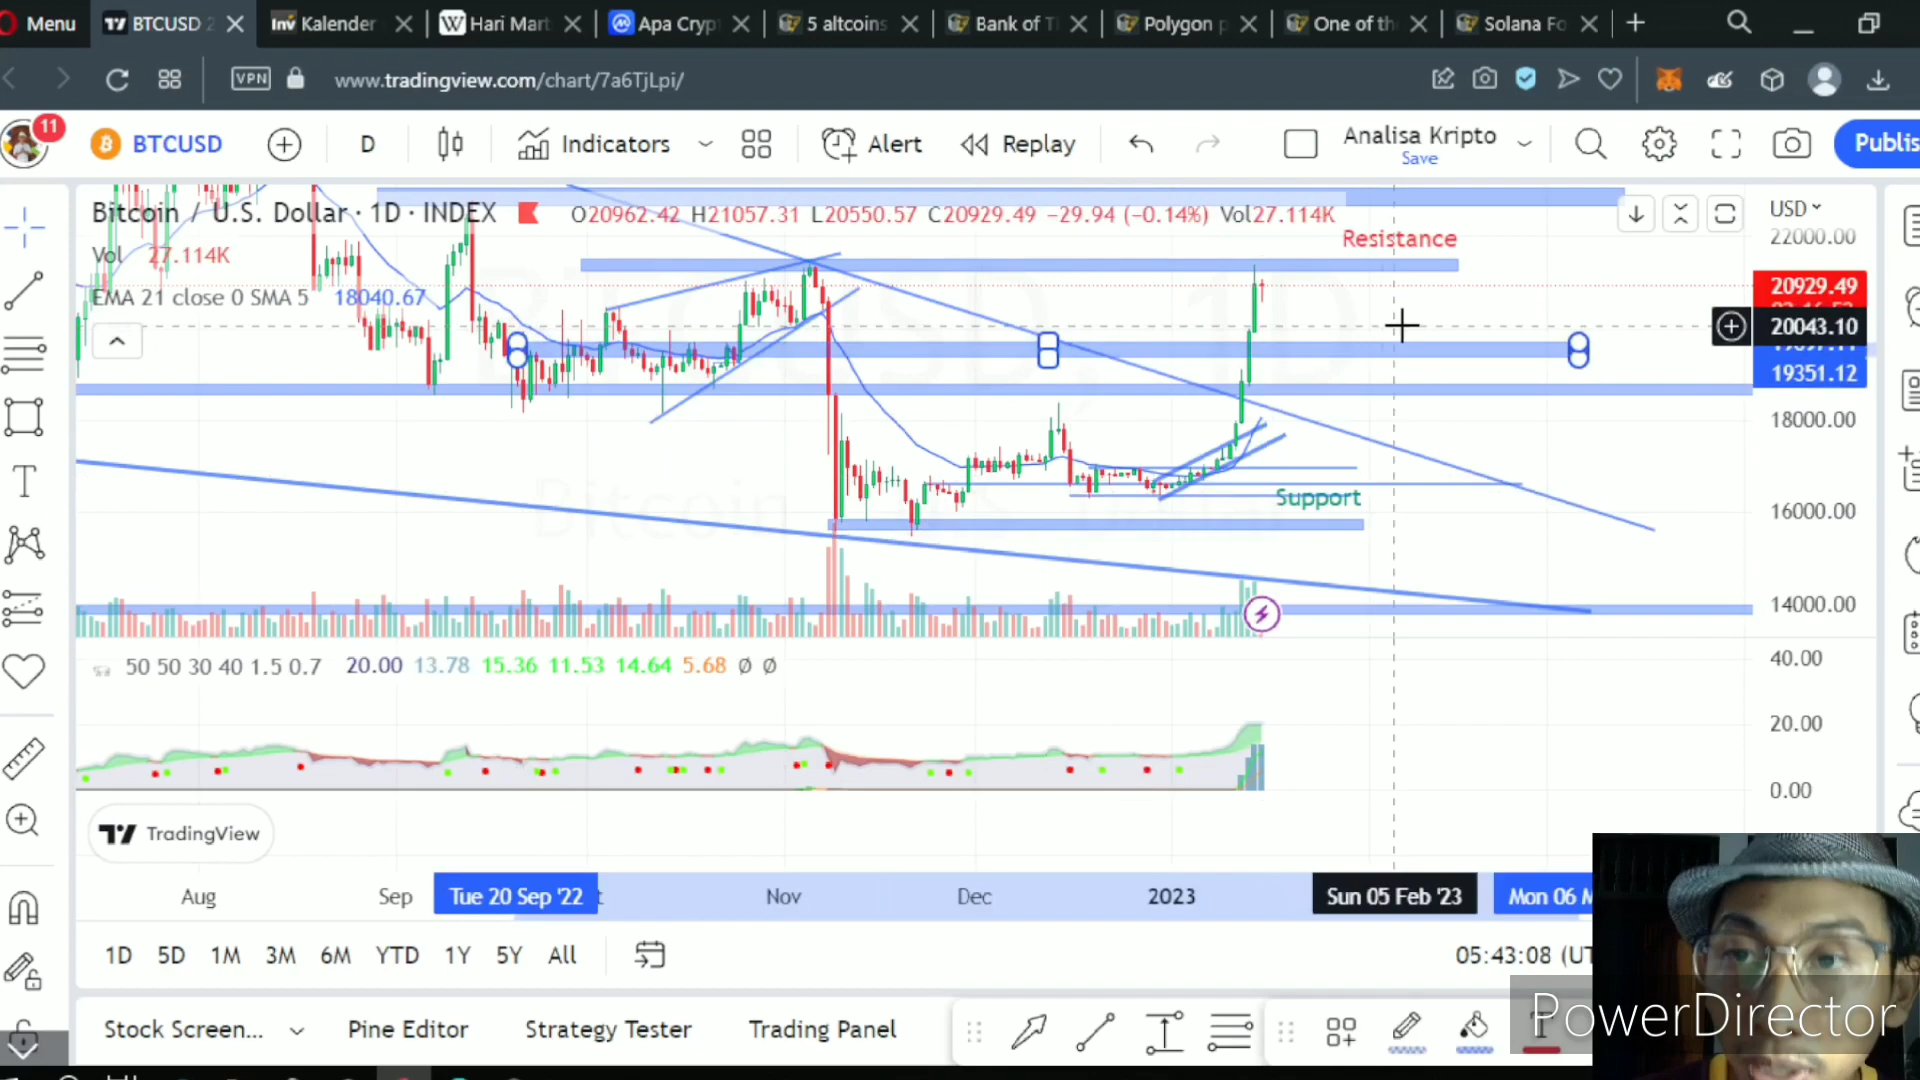 Menu BTCUSD 2 Kalender Hari Mart Apa Cryp 5 altcoins Bank of T Polygon p One of th Solana Fo
VPN www.tradingview.com/chart/7a6TjLpi/
11 BTCUSD D Indicators Alert Replay Analisa Kripto Save Publis
Bitcoin / U.S. Dollar · 1D · INDEX O20962.42 H21057.31 L20550.57 C20929.49 −29.94 (−0.14%) Vol27.114K
USD
22000.00
Vol 27.114K
Resistance
20929.49
EMA 21 close 0 SMA 5 18040.67
20043.10
19351.12
18000.00
Support
16000.00
14000.00
50 50 30 40 1.5 0.7 20.00 13.78 15.36 11.53 14.64 5.68 ø ø
40.00
20.00
0.00
TradingView
Aug Sep Tue 20 Sep '22 Nov Dec 2023 Sun 05 Feb '23 Mon 06 M
1D 5D 1M 3M 6M YTD 1Y 5Y All 05:43:08 (UT
Stock Screen... Pine Editor Strategy Tester Trading Panel
PowerDirector